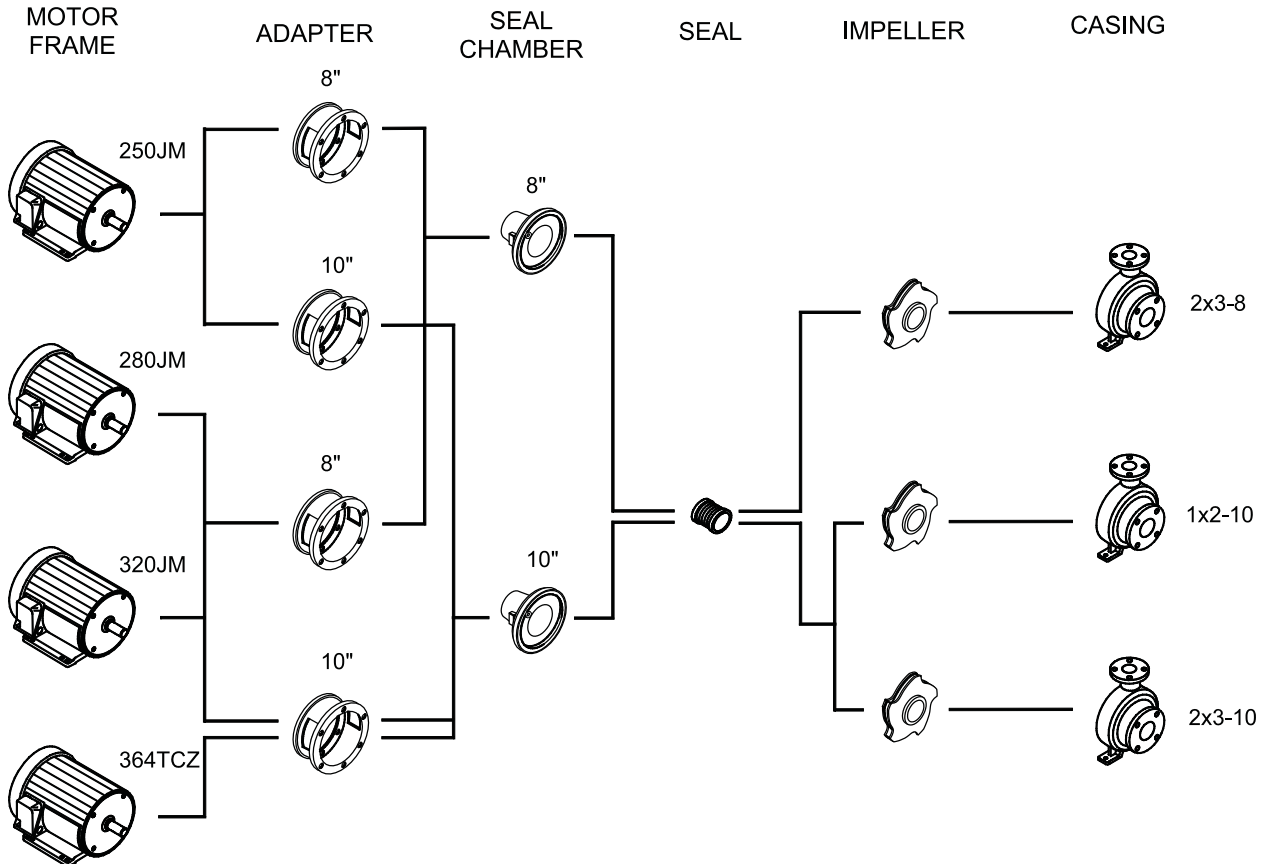 MOTOR
FRAME
ADAPTER
SEAL
CHAMBER
SEAL
IMPELLER
CASING
8"
250JM
8"
10"
2x3-8
280JM
8"
1x2-10
320JM
10"
10"
2x3-10
364TCZ